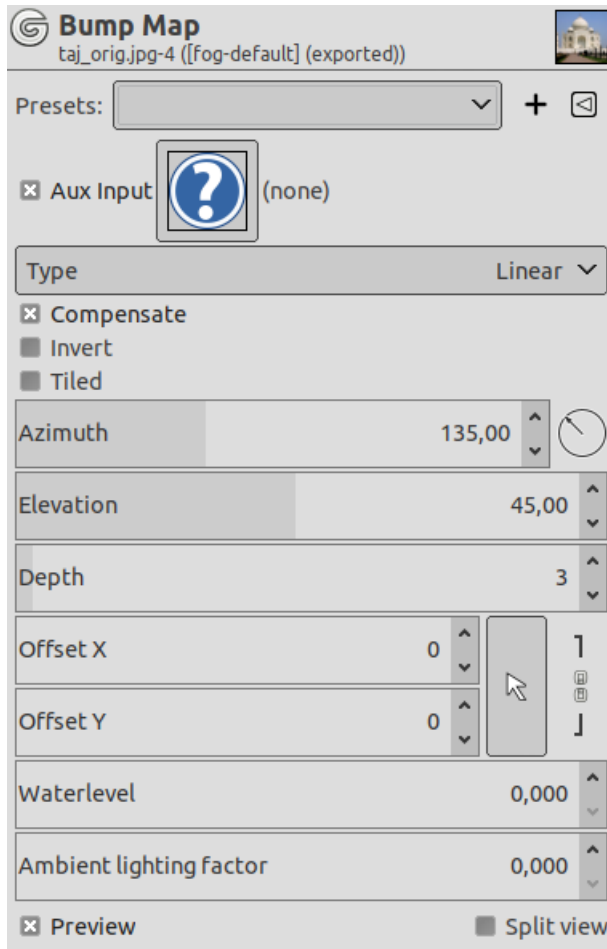 Bump Map
taj_orig.jpg-4 ([fog-default] (exported))
Presets:
Aux Input (none)
Type Linear
Compensate
Invert
Tiled
Azimuth 135,00
Elevation 45,00
Depth 3
Offset X 0
Offset Y 0
Waterlevel 0,000
Ambient lighting factor 0,000
Preview Split view